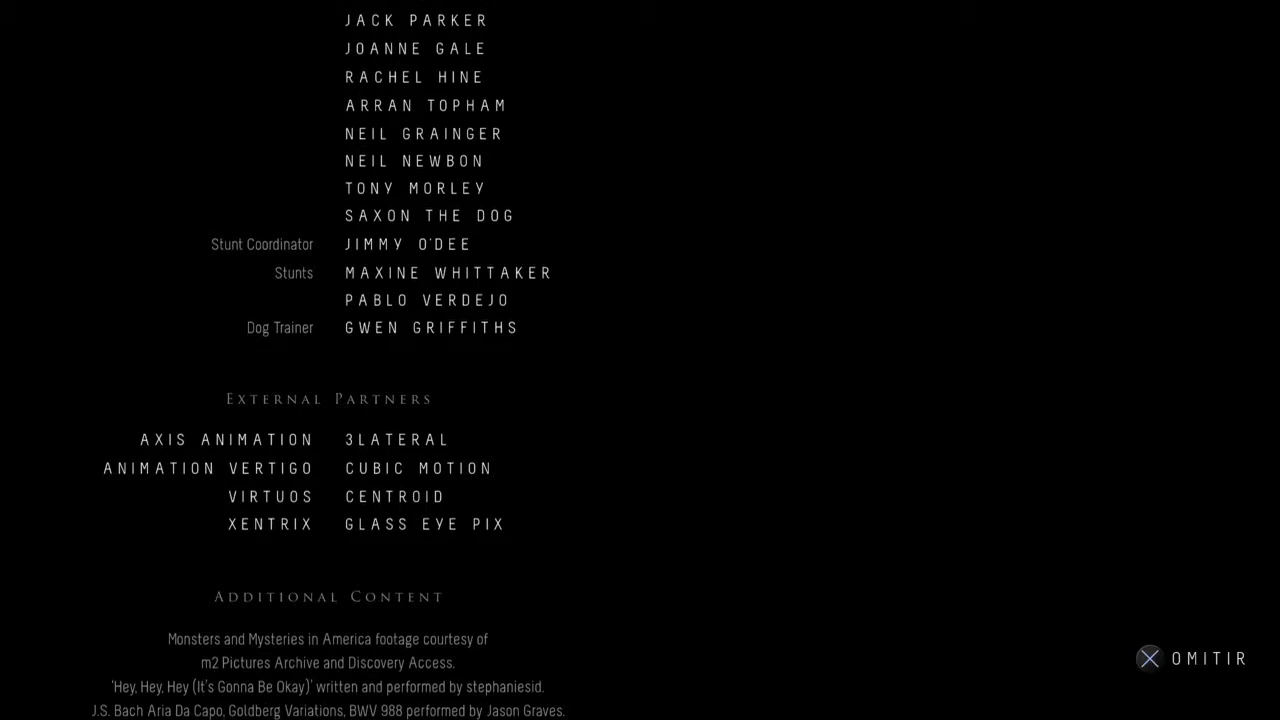 JACK PARKER
JOANNE GALE
RACHEL HINE
ARRAN TOPHAM
NEIL GRAINGER
NEIL NEWBON
TONY MORLEY
SAXON THE DOG
Stunt Coordinator JIMMY O'DEE
Stunts MAXINE WHITTAKER
PABLO VERDEJO
Dog Trainer GWEN GRIFFITHS
EXTERNAL PARTNERS
AXIS ANIMATION 3LATERAL
ANIMATION VERTIGO CUBIC MOTION
VIRTUOS CENTROID
XENTRIX GLASS EYE PIX
ADDITIONAL CONTENT
Monsters and Mysteries in America footage courtesy of
m2 Pictures Archive and Discovery Access.
'Hey, Hey, Hey (It's Gonna Be Okay)' written and performed by stephaniesid.
J.S. Bach Aria Da Capo, Goldberg Variations, BWV 988 performed by Jason Graves.
OMITIR